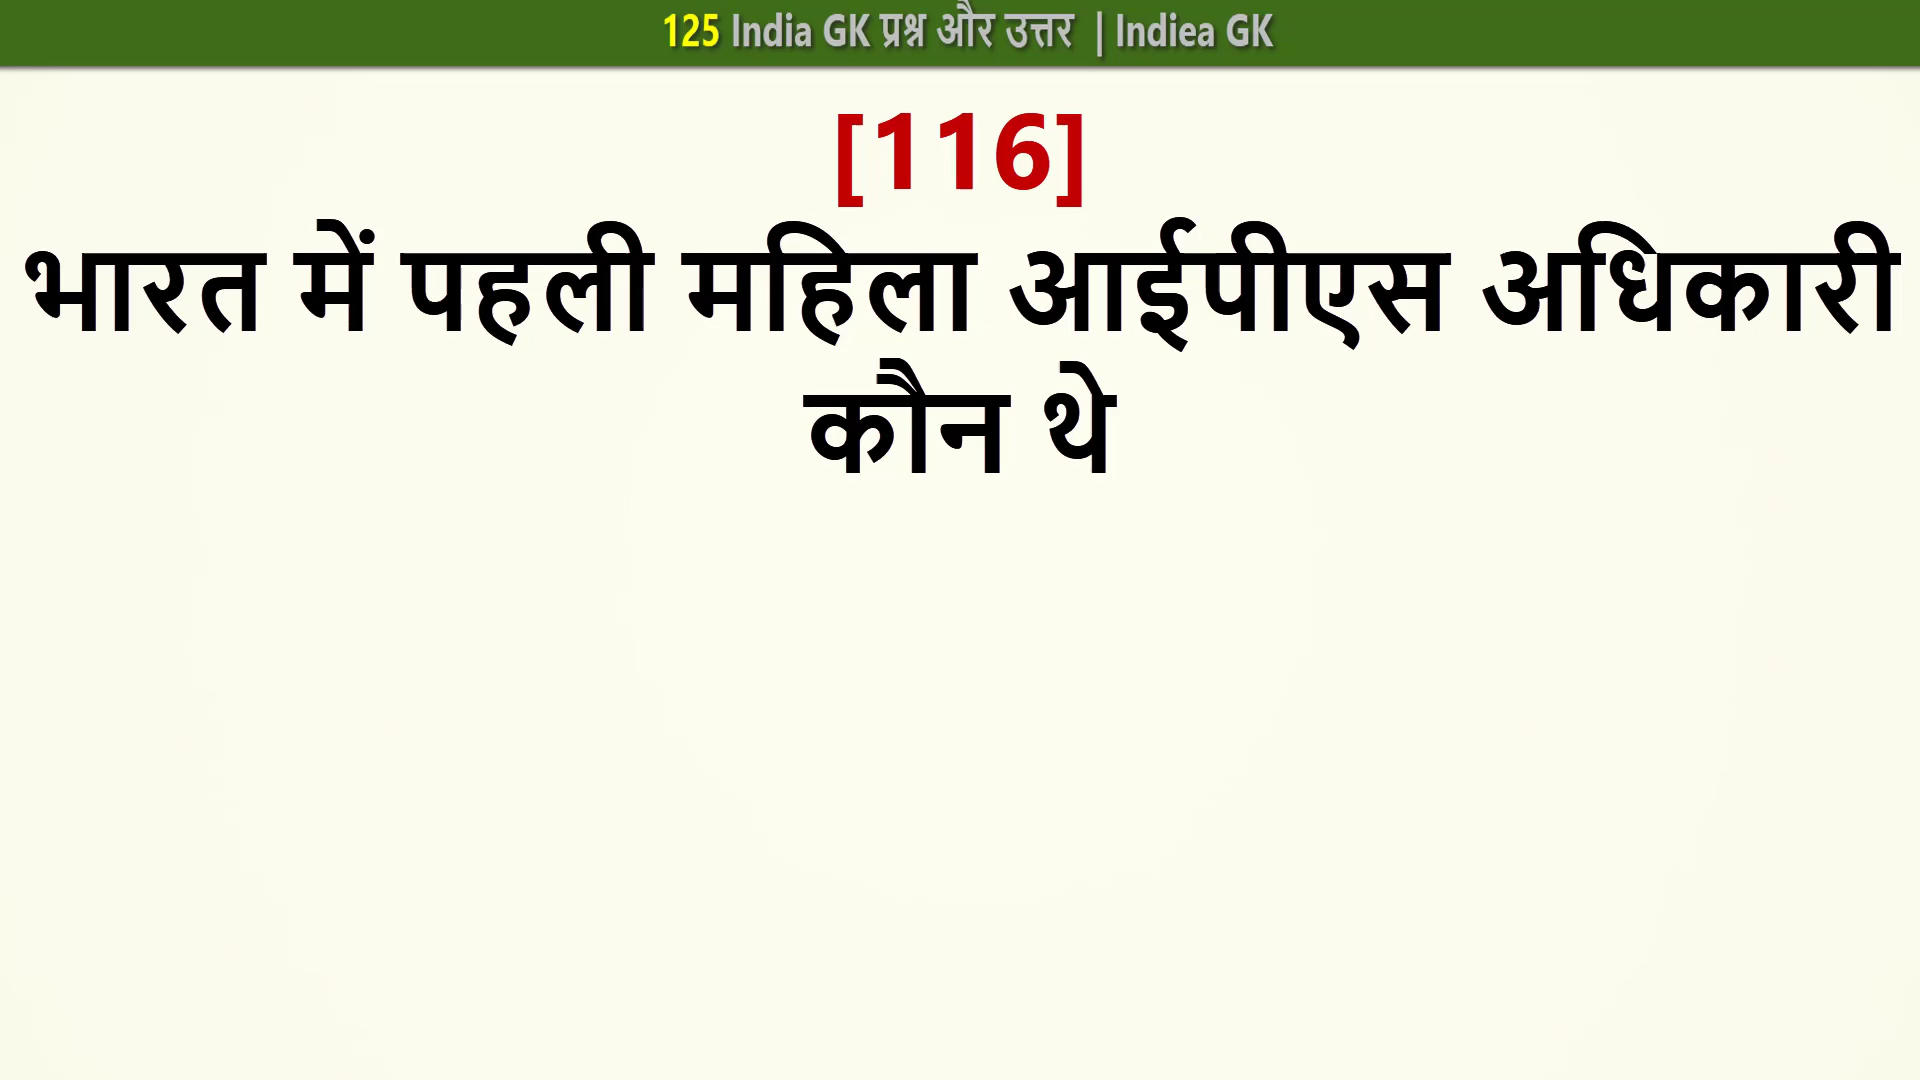 125 India GK प्रश्न और उत्तर | Indiea GK
[116]
भारत में पहली महिला आईपीएस अधिकारी
कौन थे